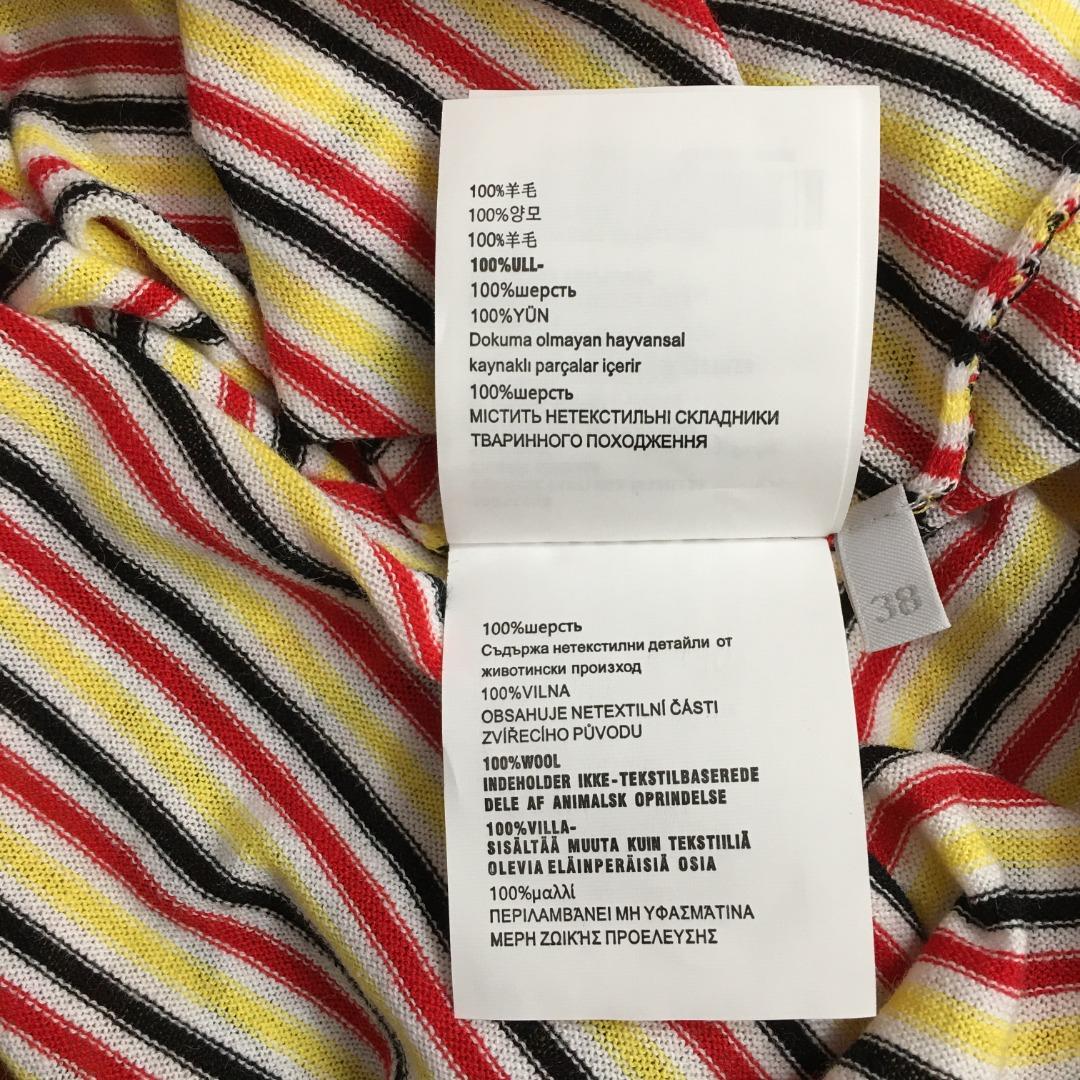 100%羊毛
100%양모
100%羊毛
100%ULL-
100%шерсть
100%YÜN
Dokuma olmayan hayvansal
kaynaklı parçalar içerir
100%шерсть
МІСТИТЬ НЕТЕКСТИЛЬНІ СКЛАДНИКИ
ТВАРИННОГО ПОХОДЖЕННЯ
38
100%шерсть
Съдържа нетекстилни детайли от
животински произход
100%VILNA
OBSAHUJE NETEXTILNÍ ČÁSTI
ZVÍŘECÍHO PŮVODU
100%WOOL
INDEHOLDER IKKE-TEKSTILBASEREDE
DELE AF ANIMALSK OPRINDELSE
100%VILLA-
SISÄLTÄÄ MUUTA KUIN TEKSTIILIÄ
OLEVIA ELÄINPERÄISIÄ OSIA
100%μαλλί
ΠΕΡΙΛΑΜΒΆΝΕΙ ΜΗ ΥΦΑΣΜΆΤΙΝΑ
ΜΕΡΗ ΖΩΙΚΉΣ ΠΡΟΕΛΕΥΣΗΣ